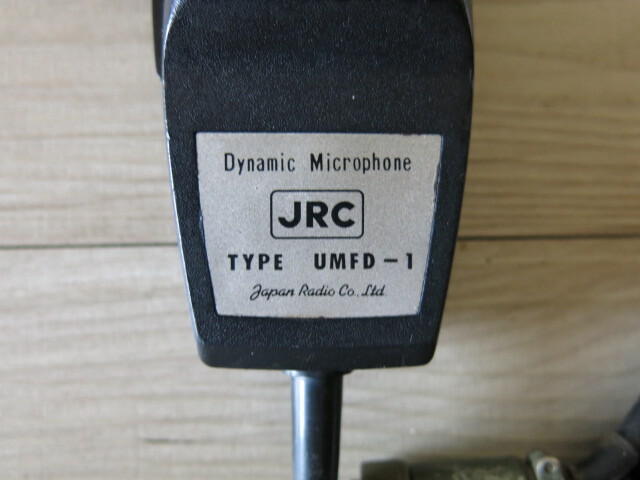 Dynamic Microphone
JRC
TYPE UMFD-1
Japan Radio Co., Ltd.